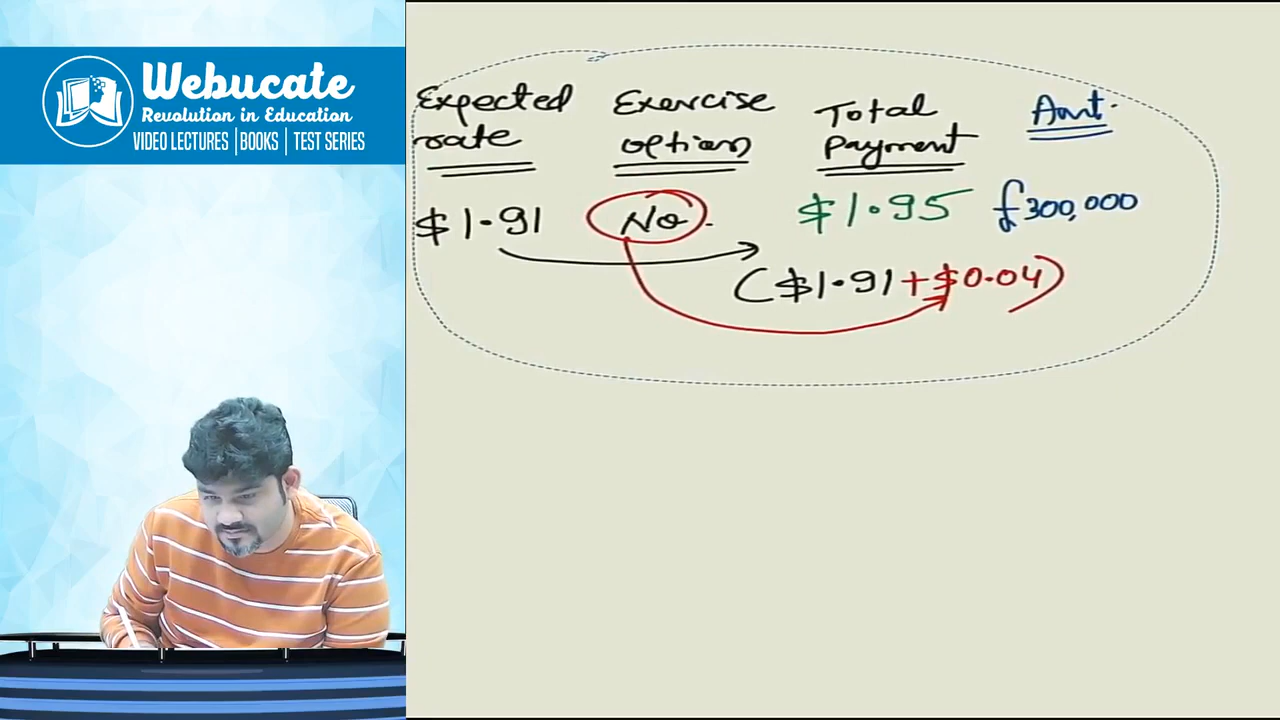 Webucate
Revolution in Education
VIDEO LECTURES | BOOKS | TEST SERIES
Expected rate
Exercise option
Total payment
Amt.
$1.91
No.
$1.95
£300,000
($1.91+$0.04)